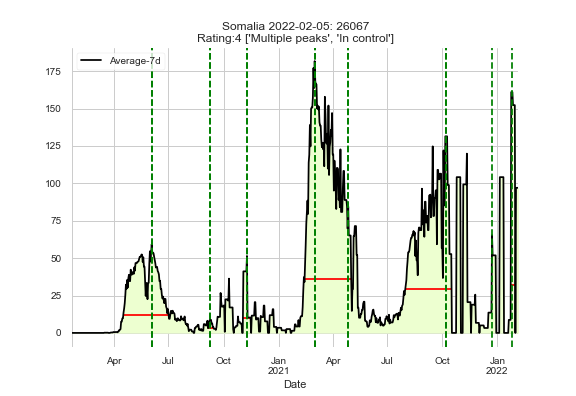 Somalia 2022-02-05: 26067
Rating:4 ['Multiple peaks', 'In control']
Average-7d
175
150
125
100
75
50
25
0
Apr Jul Oct Jan Apr Jul Oct Jan
2021 2022
Date